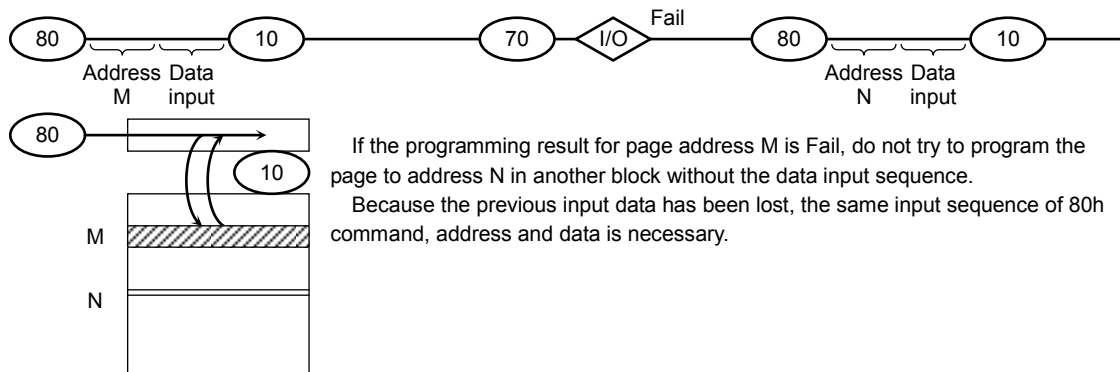 80 10 70 I/O Fail 80 10
Address Data Address Data
M input N input
80
10
M
N
If the programming result for page address M is Fail, do not try to program the
page to address N in another block without the data input sequence.
Because the previous input data has been lost, the same input sequence of 80h
command, address and data is necessary.